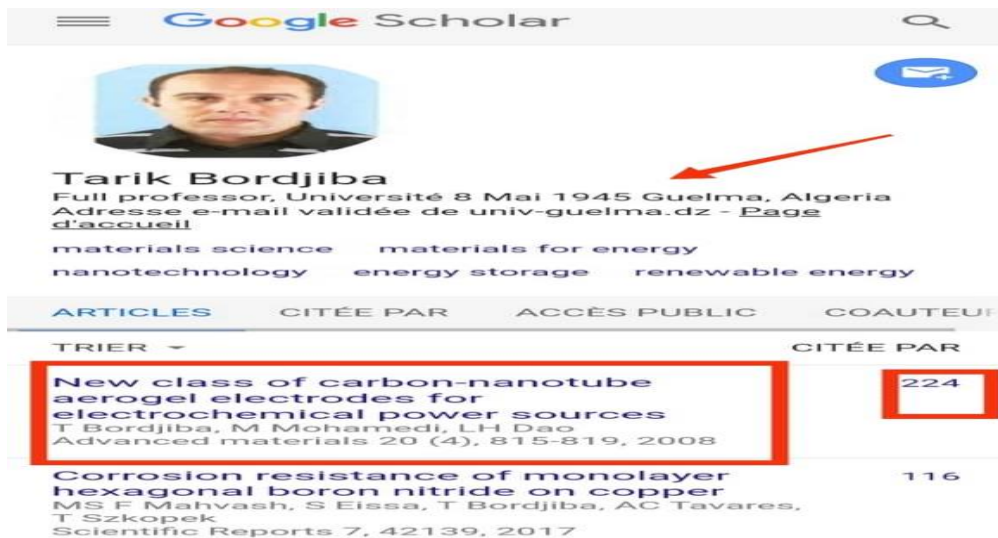 Google Scholar
Tarik Bordjiba
Full professor, Université 8 Mai 1945 Guelma, Algeria
Adresse e-mail validée de univ-guelma.dz - Page
d'accueil
materials science materials for energy
nanotechnology energy storage renewable energy
ARTICLES CITÉE PAR ACCÈS PUBLIC COAUTEU
TRIER CITÉE PAR
New class of carbon-nanotube 224
aerogel electrodes for
electrochemical power sources
T Bordjiba, M Mohamedi, LH Dao
Advanced materials 20 (4), 815-819, 2008
Corrosion resistance of monolayer 116
hexagonal boron nitride on copper
MS F Mahvash, S Eissa, T Bordjiba, AC Tavares,
T Szkopek
Scientific Reports 7, 42139, 2017